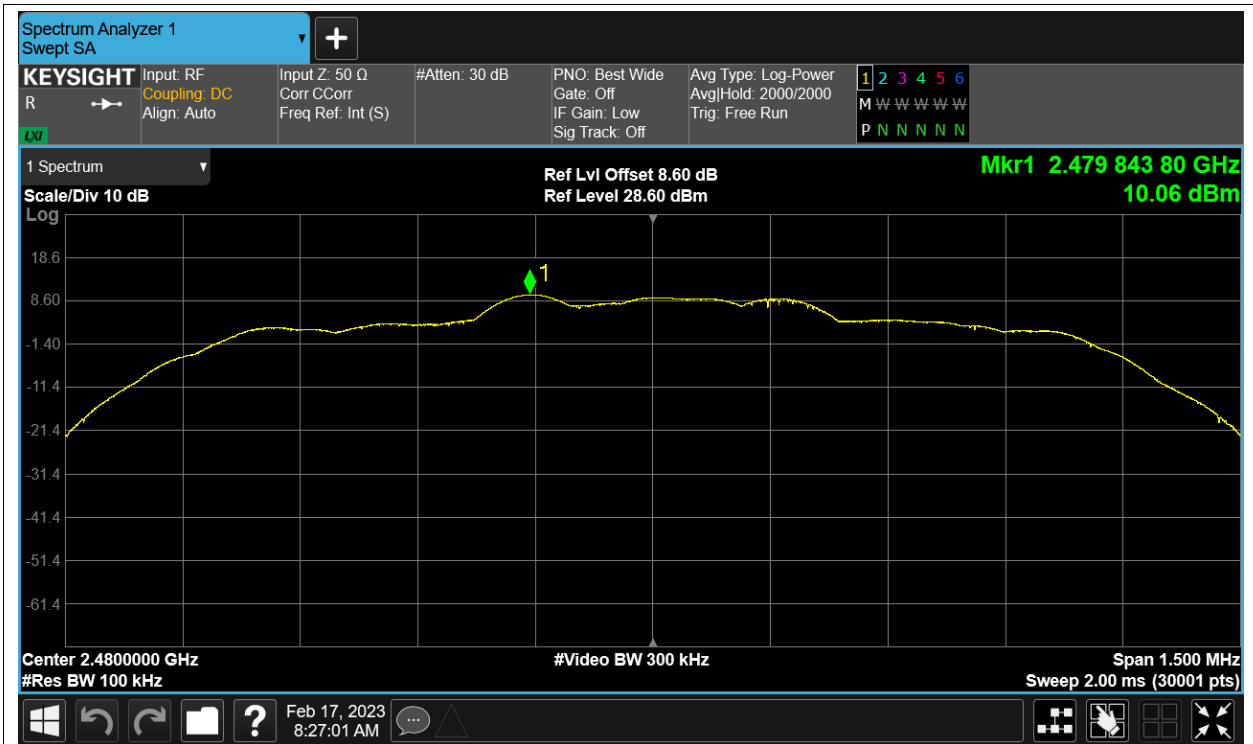 Spectrum Analyzer 1
Swept SA
KEYSIGHT
R
LXI
Input: RF
Coupling: DC
Align: Auto
Input Z: 50 Ω
Corr CCorr
Freq Ref: Int (S)
#Atten: 30 dB
PNO: Best Wide
Gate: Off
IF Gain: Low
Sig Track: Off
Avg Type: Log-Power
Avg|Hold: 2000/2000
Trig: Free Run
1 2 3 4 5 6
M W W W W W
P N N N N N
1 Spectrum
Scale/Div 10 dB
Log
Ref Lvl Offset 8.60 dB
Ref Level 28.60 dBm
Mkr1 2.479 843 80 GHz
10.06 dBm
18.6
1
8.60
-1.40
-11.4
-21.4
-31.4
-41.4
-51.4
-61.4
Center 2.4800000 GHz
#Res BW 100 kHz
#Video BW 300 kHz
Span 1.500 MHz
Sweep 2.00 ms (30001 pts)
?
Feb 17, 2023
8:27:01 AM